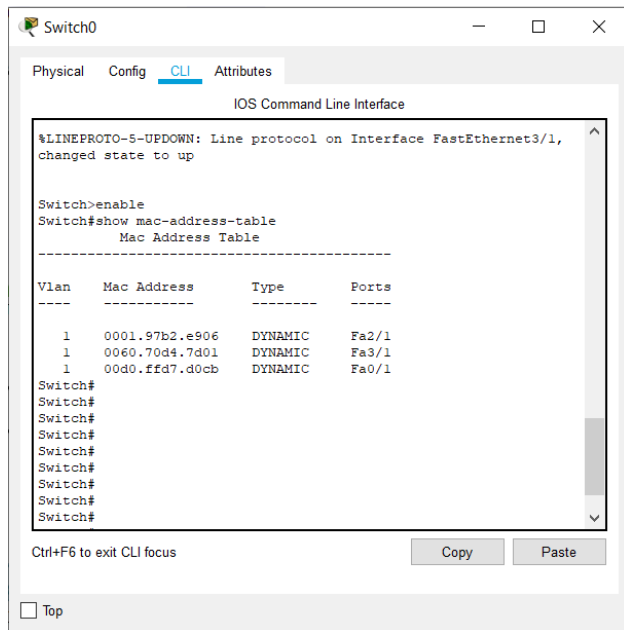 Switch0
Physical Config CLI Attributes
IOS Command Line Interface
%LINEPROTO-5-UPDOWN: Line protocol on Interface FastEthernet3/1,
changed state to up
Switch>enable
Switch#show mac-address-table
Mac Address Table
-------------------------------------------
Vlan Mac Address Type Ports
---- ----------- -------- -----
1 0001.97b2.e906 DYNAMIC Fa2/1
1 0060.70d4.7d01 DYNAMIC Fa3/1
1 00d0.ffd7.d0cb DYNAMIC Fa0/1
Switch#
Switch#
Switch#
Switch#
Switch#
Switch#
Switch#
Switch#
Switch#
Ctrl+F6 to exit CLI focus Copy Paste
Top